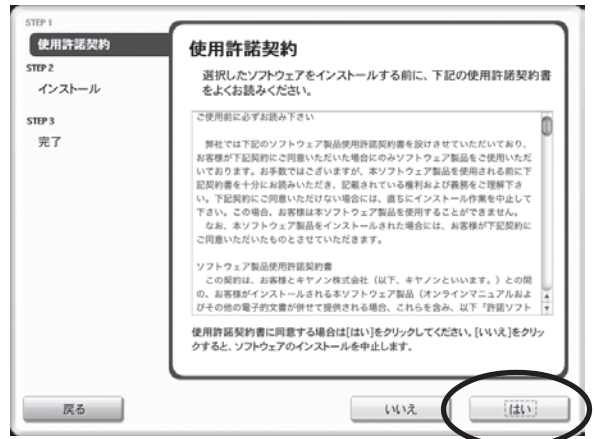 STEP 1
使用許諾契約
STEP 2
インストール
STEP 3
完了
使用許諾契約
選択したソフトウェアをインストールする前に、下記の使用許諾契約書
をよくお読みください。
ご使用前に必ずお読み下さい
弊社では下記のソフトウェア製品使用許諾契約書を設けさせていただいており、
お客様が下記契約にご同意いただいた場合にのみソフトウェア製品をご使用いただ
いております。お手数ではございますが、本ソフトウェア製品を使用される前に下
記契約書を十分にお読みいただき、記載されている権利および義務をご理解下さ
い。下記契約にご同意いただけない場合には、直ちにインストール作業を中止して
下さい。この場合、お客様は本ソフトウェア製品を使用することができません。
なお、本ソフトウェア製品をインストールされた場合には、お客様が下記契約に
ご同意いただいたものとさせていただきます。
ソフトウェア製品使用許諾契約書
この契約は、お客様とキヤノン株式会社（以下、キヤノンといいます。）との間
の、お客様がインストールされる本ソフトウェア製品（オンラインマニュアルおよ
びその他の電子的文書が併せて提供される場合、これらを含み、以下「許諾ソフト
使用許諾契約書に同意する場合は[はい]をクリックしてください。[いいえ]をクリッ
クすると、ソフトウェアのインストールを中止します。
戻る
いいえ
はい